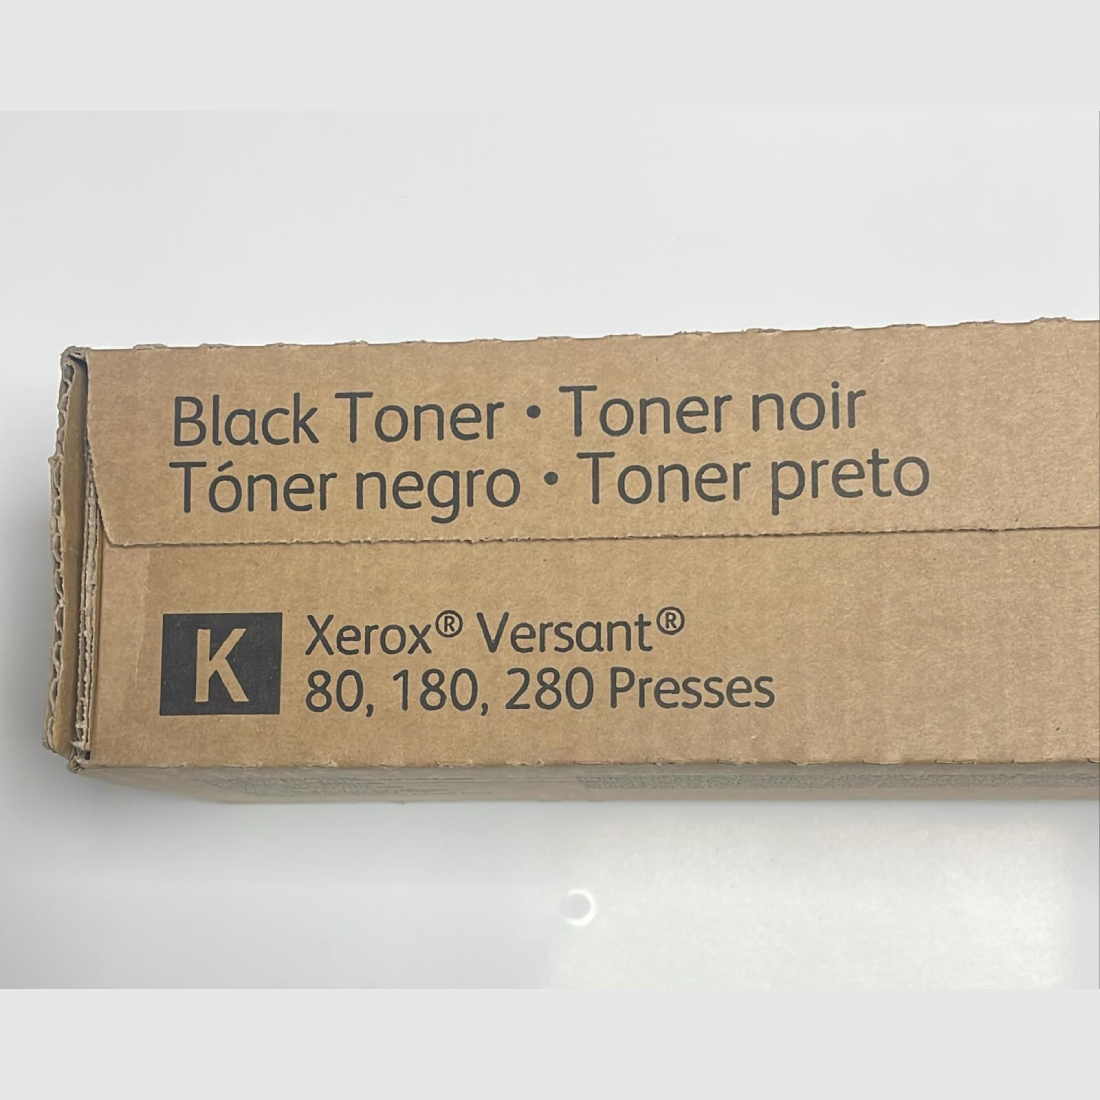 Black Toner • Toner noir
Tóner negro • Toner preto
K
Xerox® Versant®
80, 180, 280 Presses